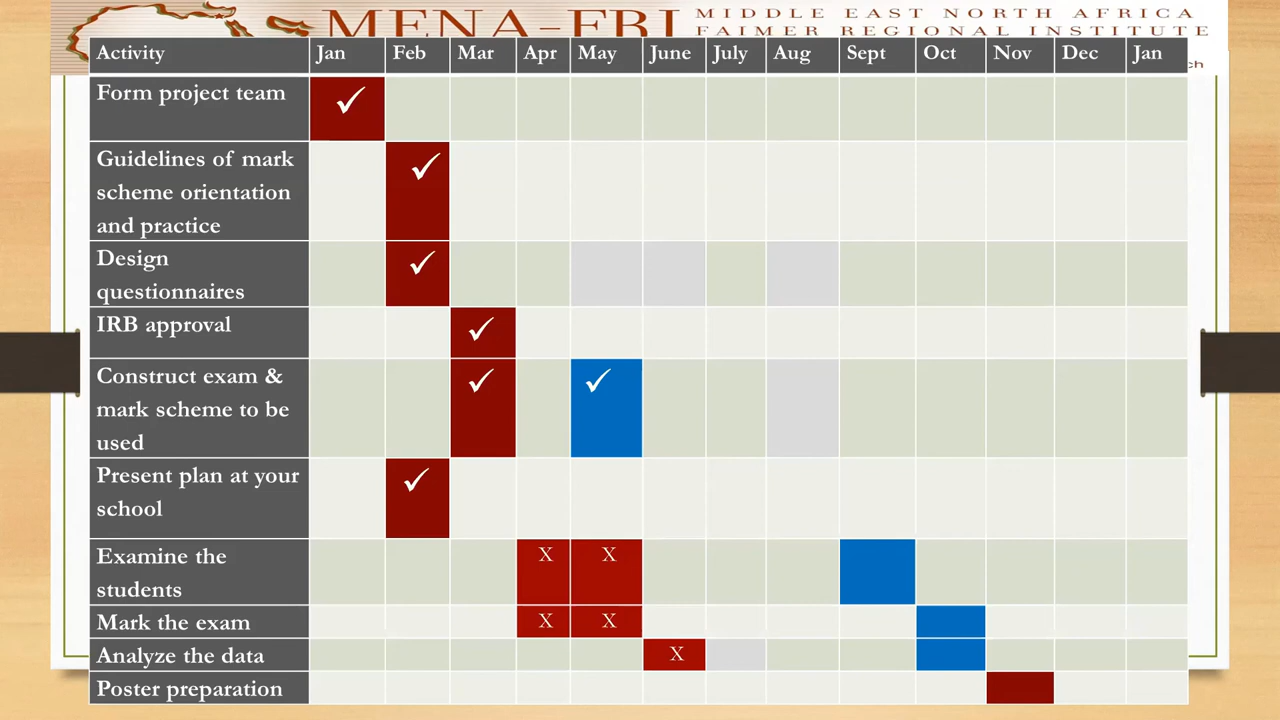 MENA-FRI MIDDLE EAST NORTH AFRICA
FAIMER REGIONAL INSTITUTE
ch
Activity Jan Feb Mar Apr May June July Aug Sept Oct Nov Dec Jan
Form project team ✓
Guidelines of mark
scheme orientation
and practice ✓
Design
questionnaires ✓
IRB approval ✓
Construct exam &
mark scheme to be
used ✓ ✓
Present plan at your
school ✓
Examine the
students X X
Mark the exam X X
Analyze the data X
Poster preparation